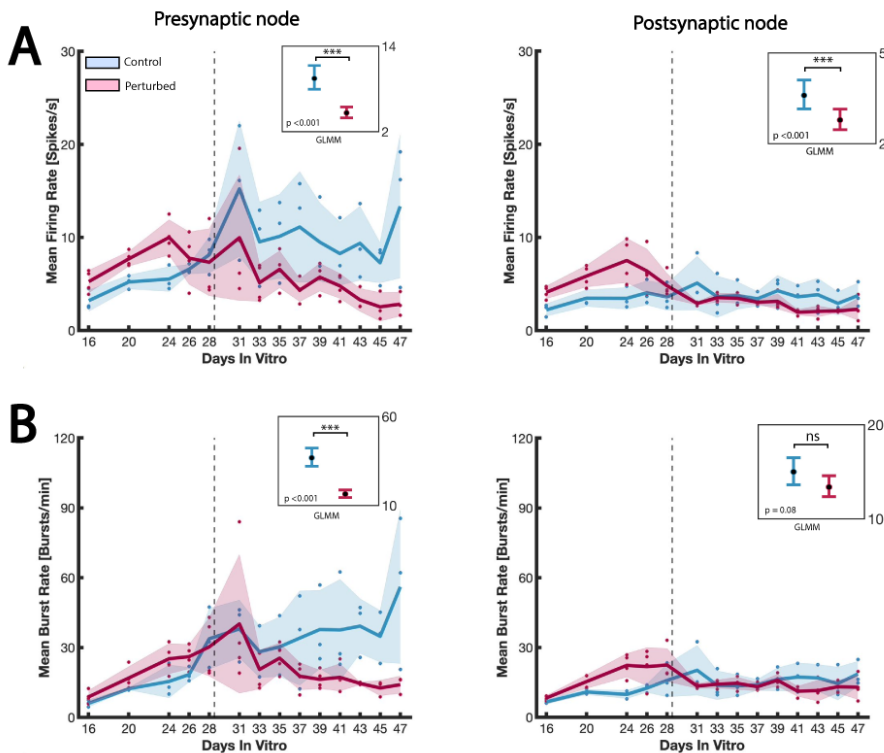 Presynaptic node
Postsynaptic node
A
Mean Firing Rate [Spikes/s]
30
20
10
0
Control
Perturbed
***
14
2
p <0.001
GLMM
16 20 24 26 28 31 33 35 37 39 41 43 45 47
Days In Vitro
Mean Firing Rate [Spikes/s]
30
20
10
0
***
5
2
p <0.001
GLMM
16 20 24 26 28 31 33 35 37 39 41 43 45 47
Days In Vitro
B
Mean Burst Rate [Bursts/min]
120
90
60
30
0
***
60
10
p <0.001
GLMM
16 20 24 26 28 31 33 35 37 39 41 43 45 47
Days In Vitro
Mean Burst Rate [Bursts/min]
120
90
60
30
0
ns
20
10
p = 0.08
GLMM
16 20 24 26 28 31 33 35 37 39 41 43 45 47
Days In Vitro